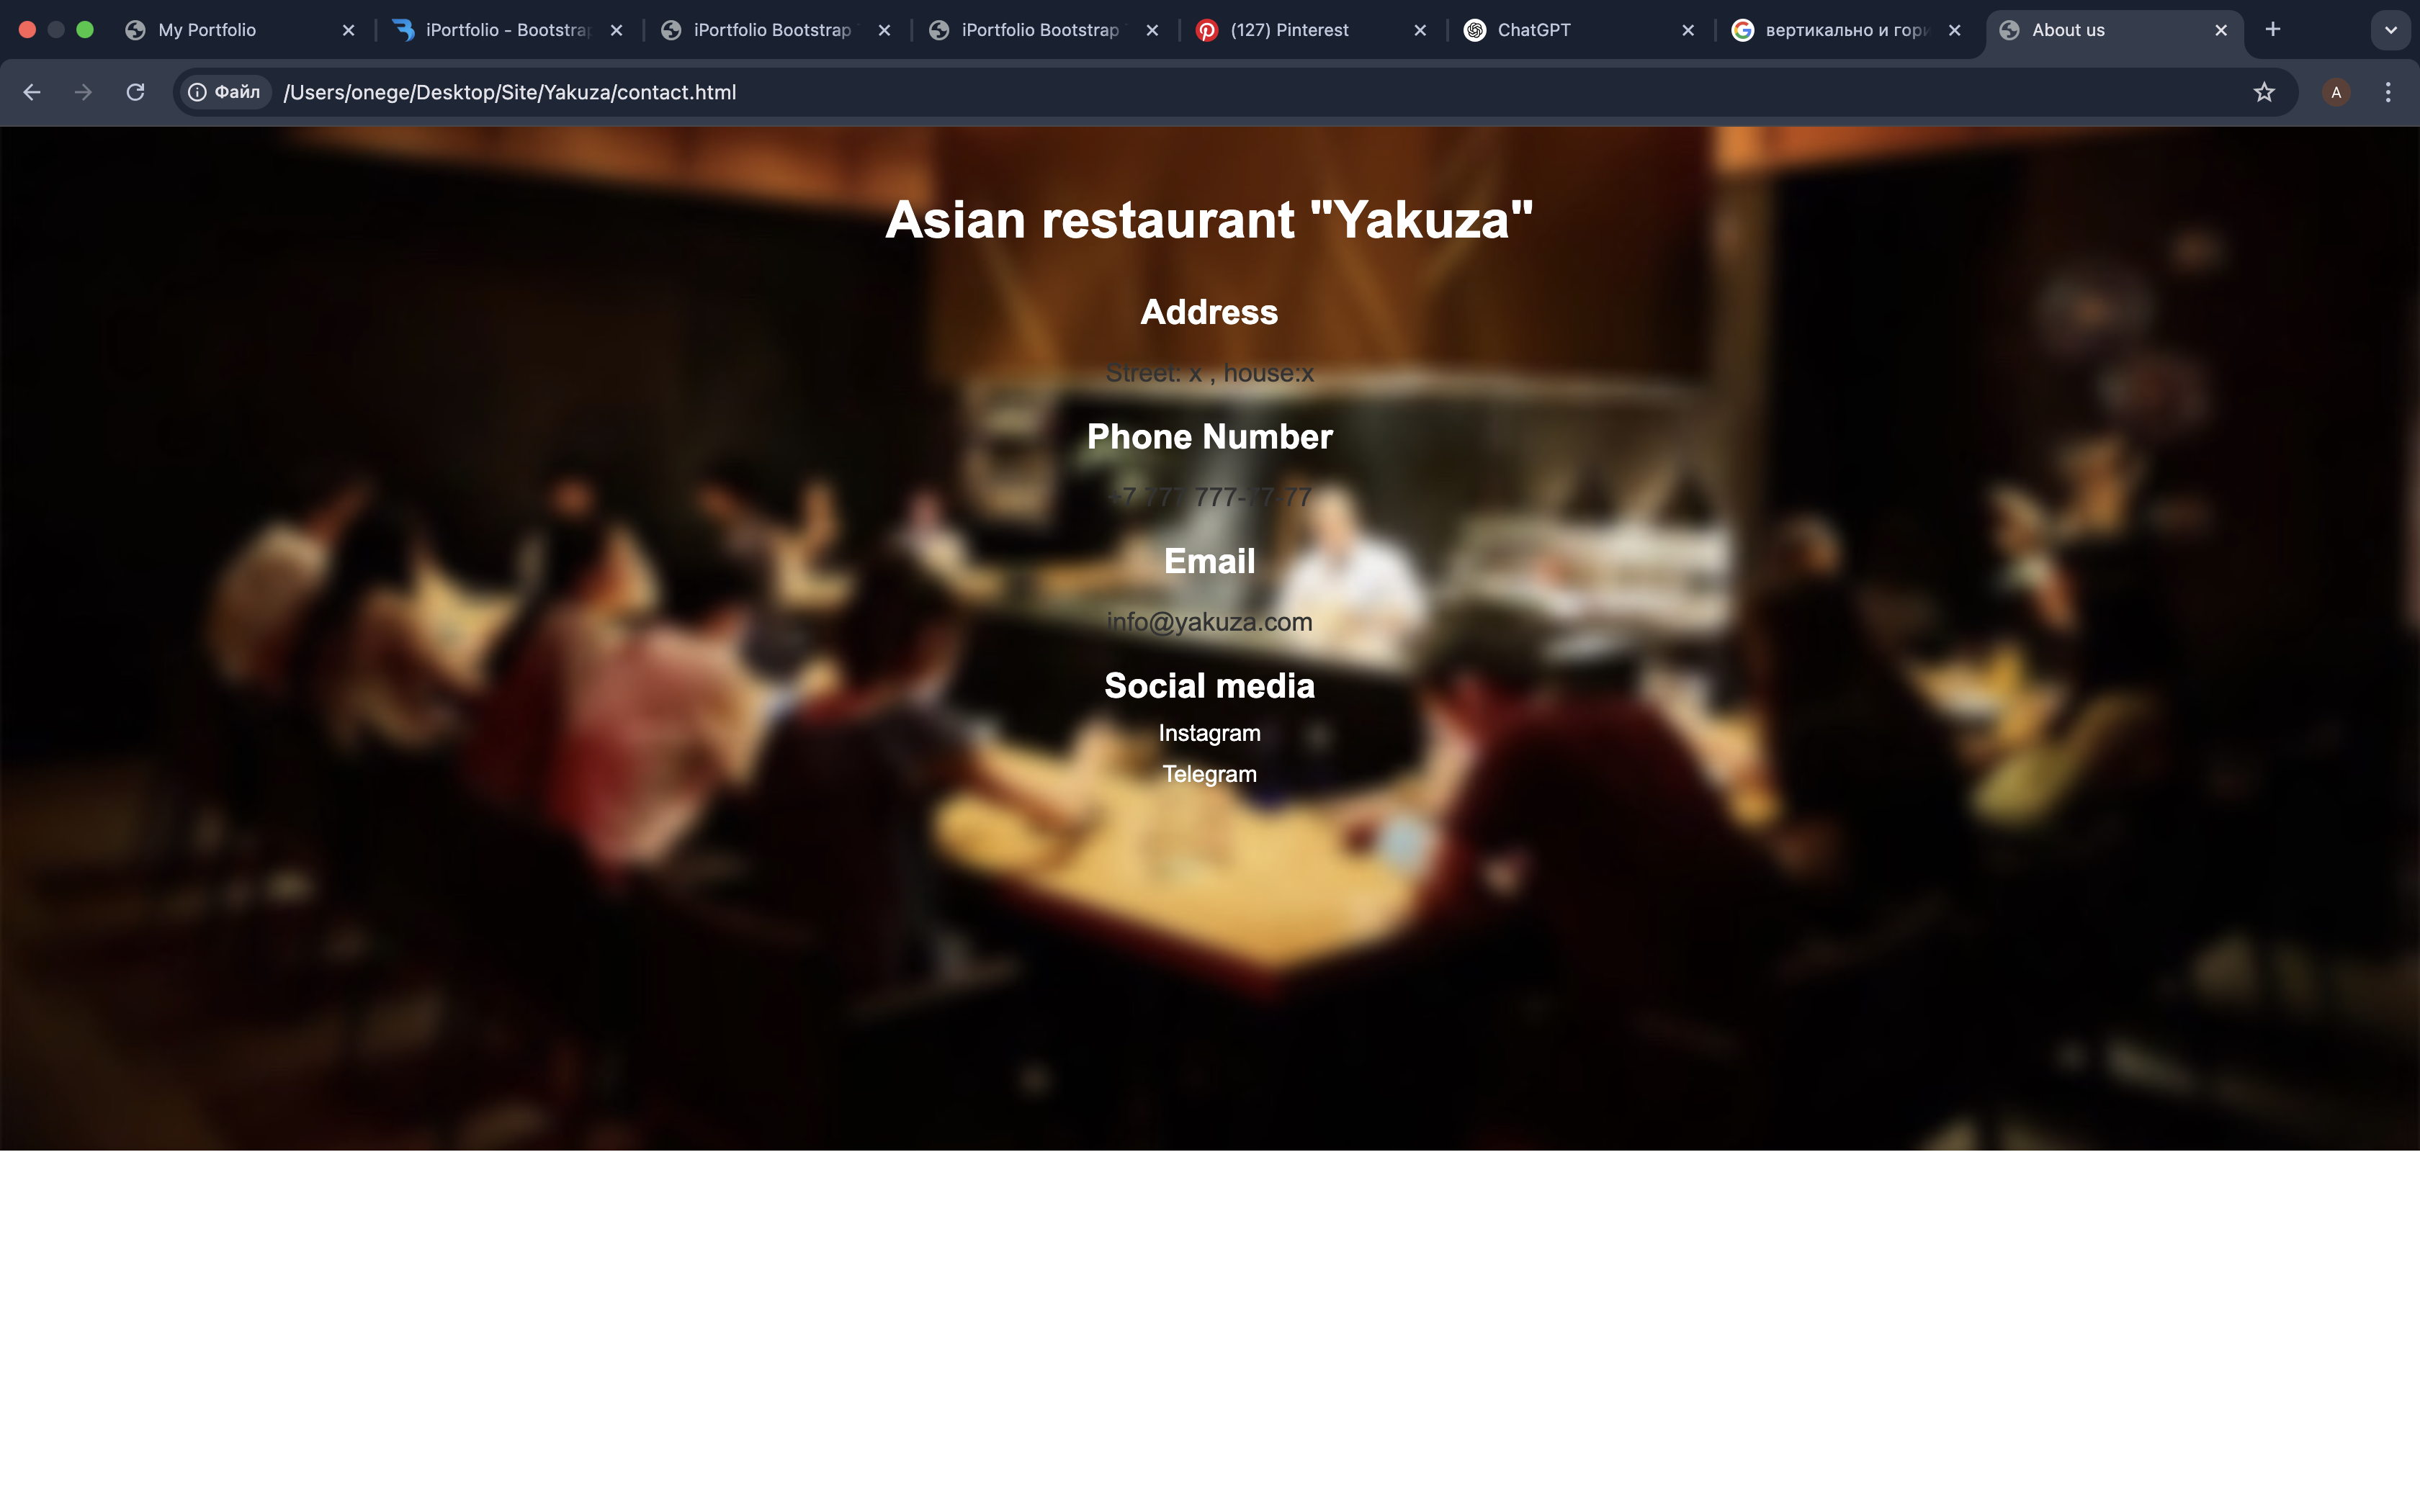 My Portfolio
iPortfolio - Bootstrap
iPortfolio Bootstrap
iPortfolio Bootstrap
(127) Pinterest
ChatGPT
вертикально и гори
About us
Файл
/Users/onege/Desktop/Site/Yakuza/contact.html
A
Asian restaurant "Yakuza"
Address
Street: x , house:x
Phone Number
+7 777 777-77-77
Email
info@yakuza.com
Social media
Instagram
Telegram